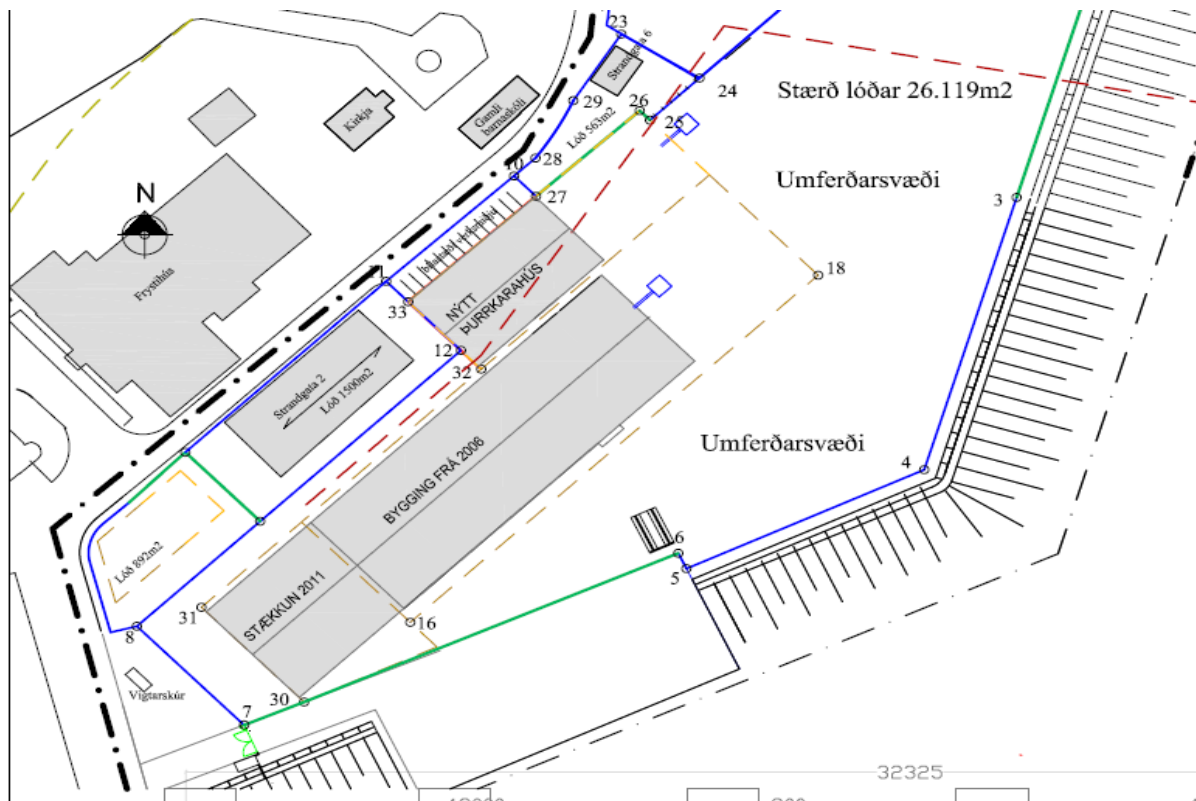 23
Strandgata 6
24
Stærð lóðar 26.119m2
29
Gamli
barnaskóli
Kirkja
26
25
Lóð 563m2
28
10
Umferðarsvæði
27
3
N
Frystihús
11
33
18
NÝTT
ÞURRKARAHÚS
12
32
Strandgata 2
Lóð 1500m2
Umferðarsvæði
4
BYGGING FRÁ 2006
6
5
Lóð 892m2
31
STÆKKUN 2011
16
8
Vigtarskúr
30
7
32325